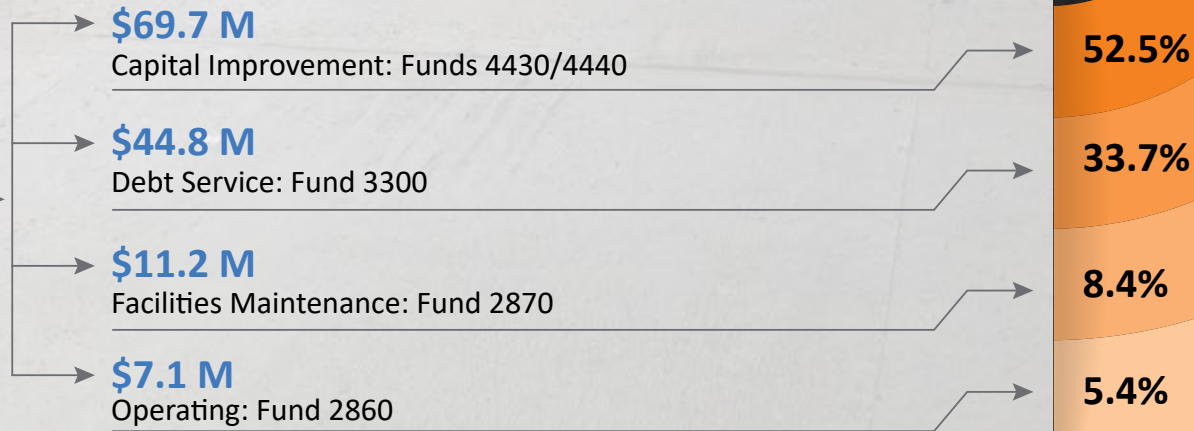 $69.7 M
Capital Improvement: Funds 4430/4440
52.5%
$44.8 M
Debt Service: Fund 3300
33.7%
$11.2 M
Facilities Maintenance: Fund 2870
8.4%
$7.1 M
Operating: Fund 2860
5.4%